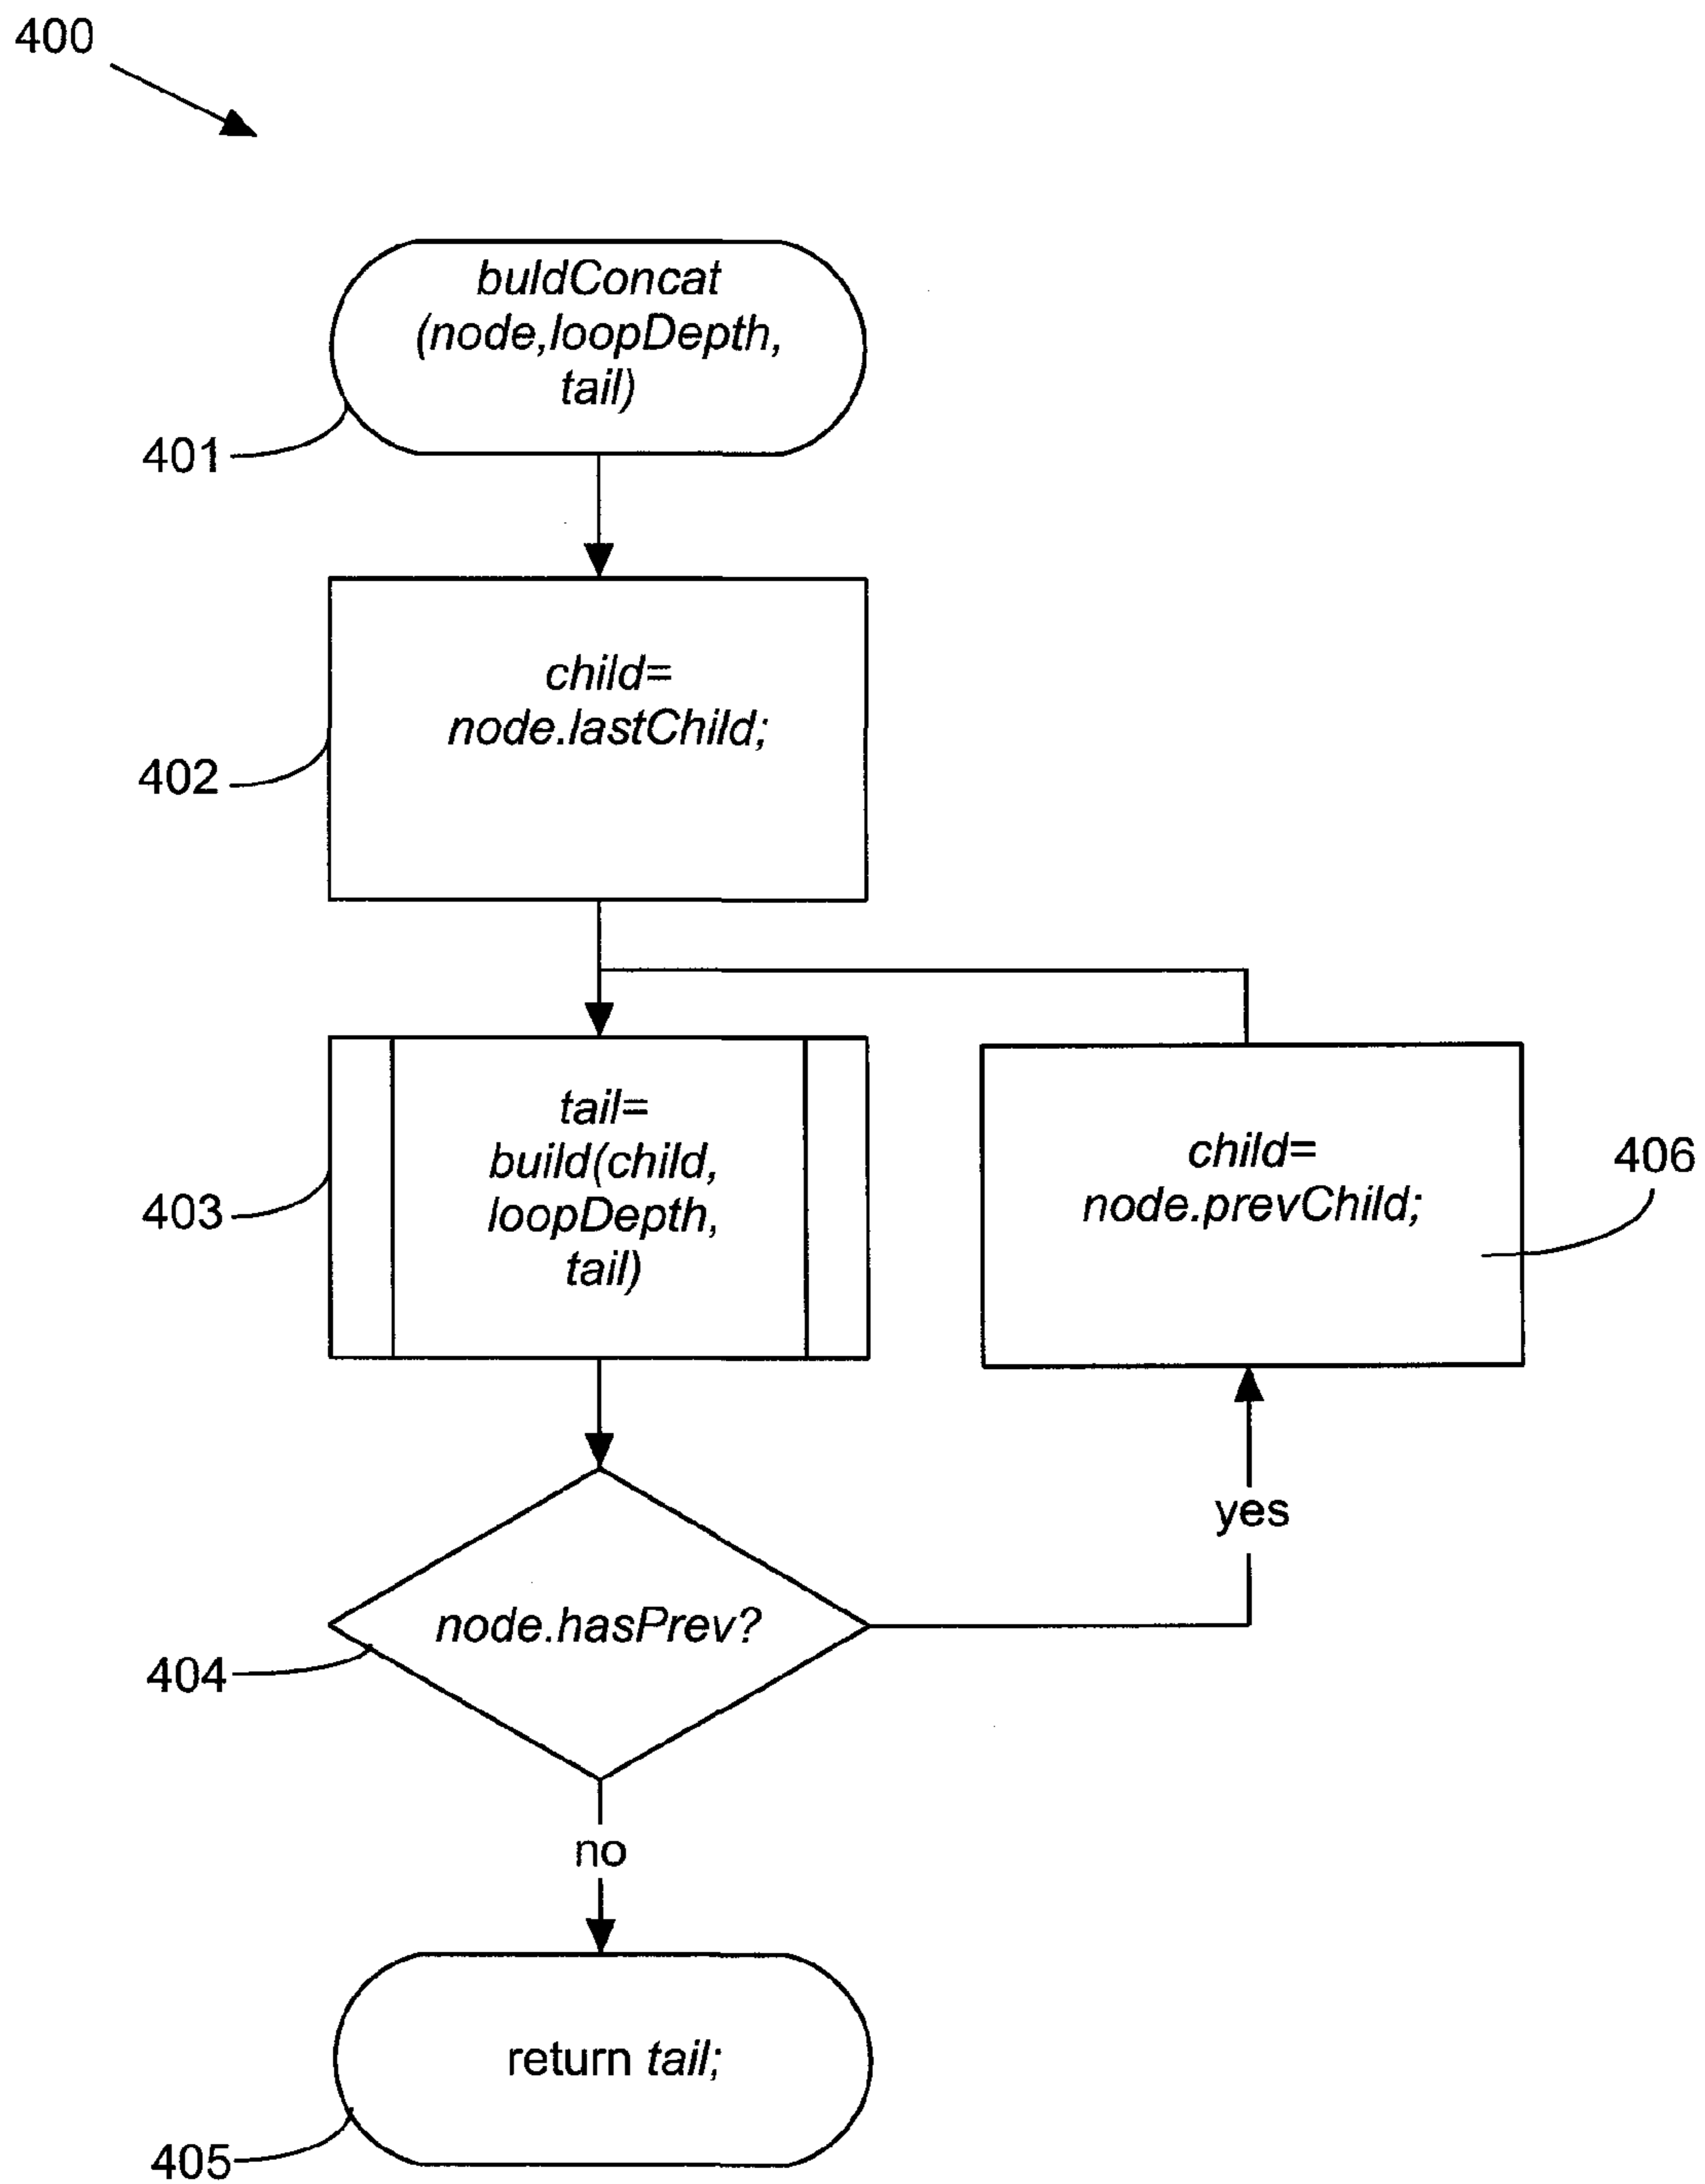 400
buldConcat
(node,loopDepth,
tail)
401
child=
node.lastChild;
402
tail=
build(child,
loopDepth,
tail)
403
child=
node.prevChild;
406
yes
node.hasPrev?
404
no
return tail;
405